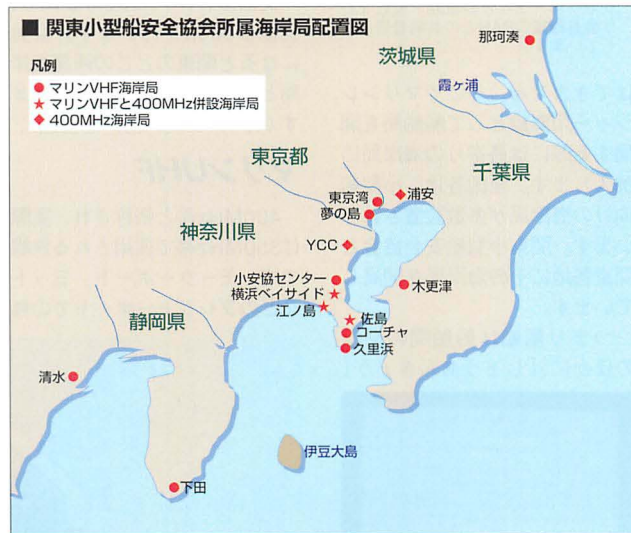 ■ 関東小型船安全協会所属海岸局配置図
凡例
● マリンVHF海岸局
★ マリンVHFと400MHz併設海岸局
◆ 400MHz海岸局
那珂湊
茨城県
霞ヶ浦
東京都
千葉県
東京湾
浦安
夢の島
神奈川県
YCC
小安協センター
木更津
横浜ベイサイド
江ノ島
佐島
静岡県
コーチャ
久里浜
清水
伊豆大島
下田